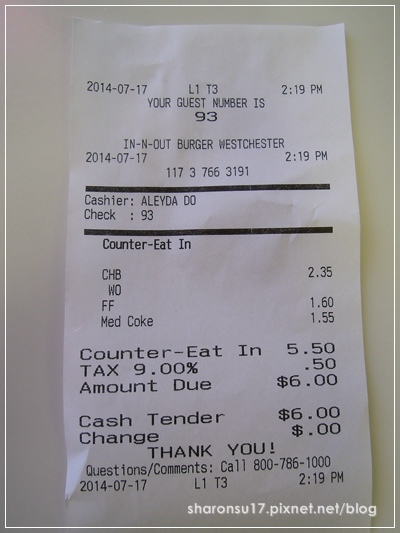 2014-07-17 L1 T3 2:19 PM
YOUR GUEST NUMBER IS
93
IN-N-OUT BURGER WESTCHESTER
2014-07-17 2:19 PM
117 3 766 3191
Cashier: ALEYDA DO
Check : 93
Counter-Eat In
CHB 2.35
WO
FF 1.60
Med Coke 1.55
Counter-Eat In 5.50
TAX 9.00% .50
Amount Due $6.00
Cash Tender $6.00
Change $.00
THANK YOU!
Questions/Comments: Call 800-786-1000
2014-07-17 L1 T3 2:19 PM
sharonsu17.pixnet.net/blog